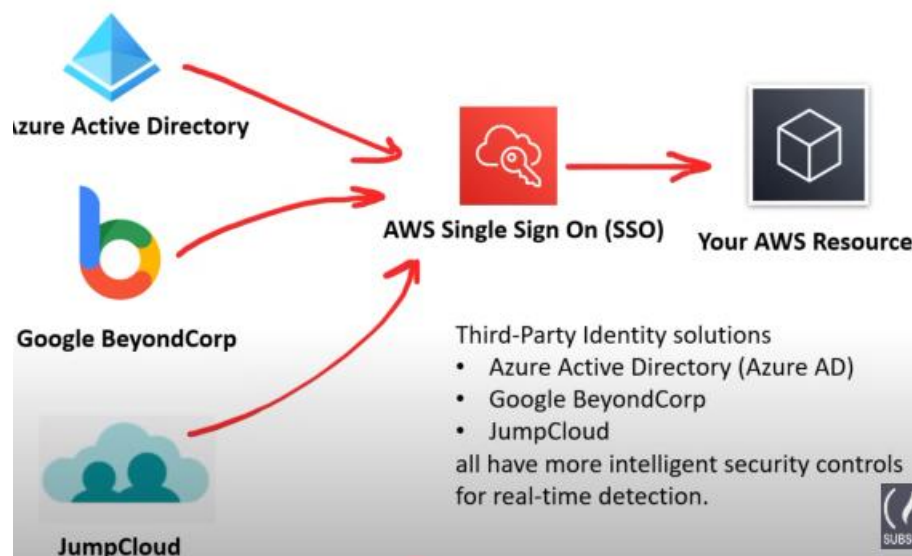 zure Active Directory
Google BeyondCorp
JumpCloud
AWS Single Sign On (SSO)
Your AWS Resource
Third-Party Identity solutions
• Azure Active Directory (Azure AD)
• Google BeyondCorp
• JumpCloud
all have more intelligent security controls
for real-time detection.
SUBS